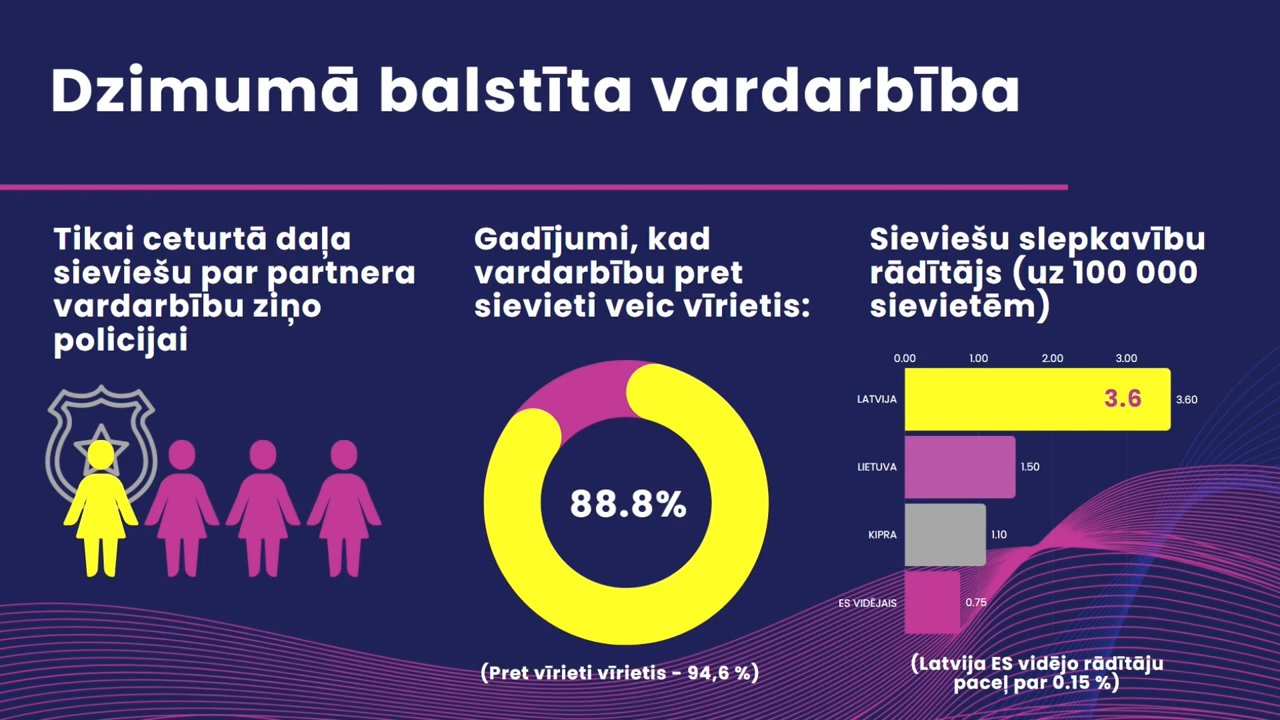 Dzimumā balstīta vardarbība
Tikai ceturtā daļa
sieviešu par partnera
vardarbību ziņo
policijai
Gadījumi, kad
vardarbību pret
sievieti veic vīrietis:
88.8%
(Pret vīrieti vīrietis - 94,6 %)
Sieviešu slepkavību
rādītājs (uz 100 000
sievietēm)
0.00 1.00 2.00 3.00
LATVIJA 3.6 3.60
LIETUVA 1.50
KIPRA 1.10
ES VIDĒJAIS 0.75
(Latvija ES vidējo rādītāju
paceļ par 0.15 %)